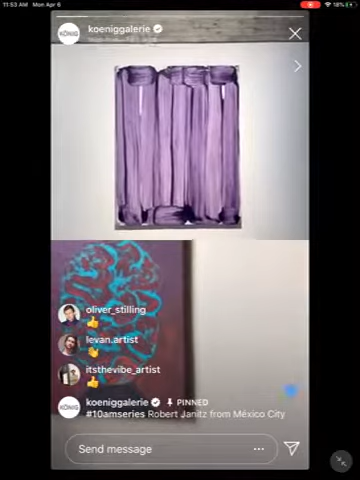 11:53 AM Mon Apr 6
18%
KÖNIG
koeniggalerie
oliver_stilling
👍
levan.artist
👏
itsthevibe_artist
👍
KÖNIG
koeniggalerie PINNED
#10amseries Robert Janitz from México City
Send message